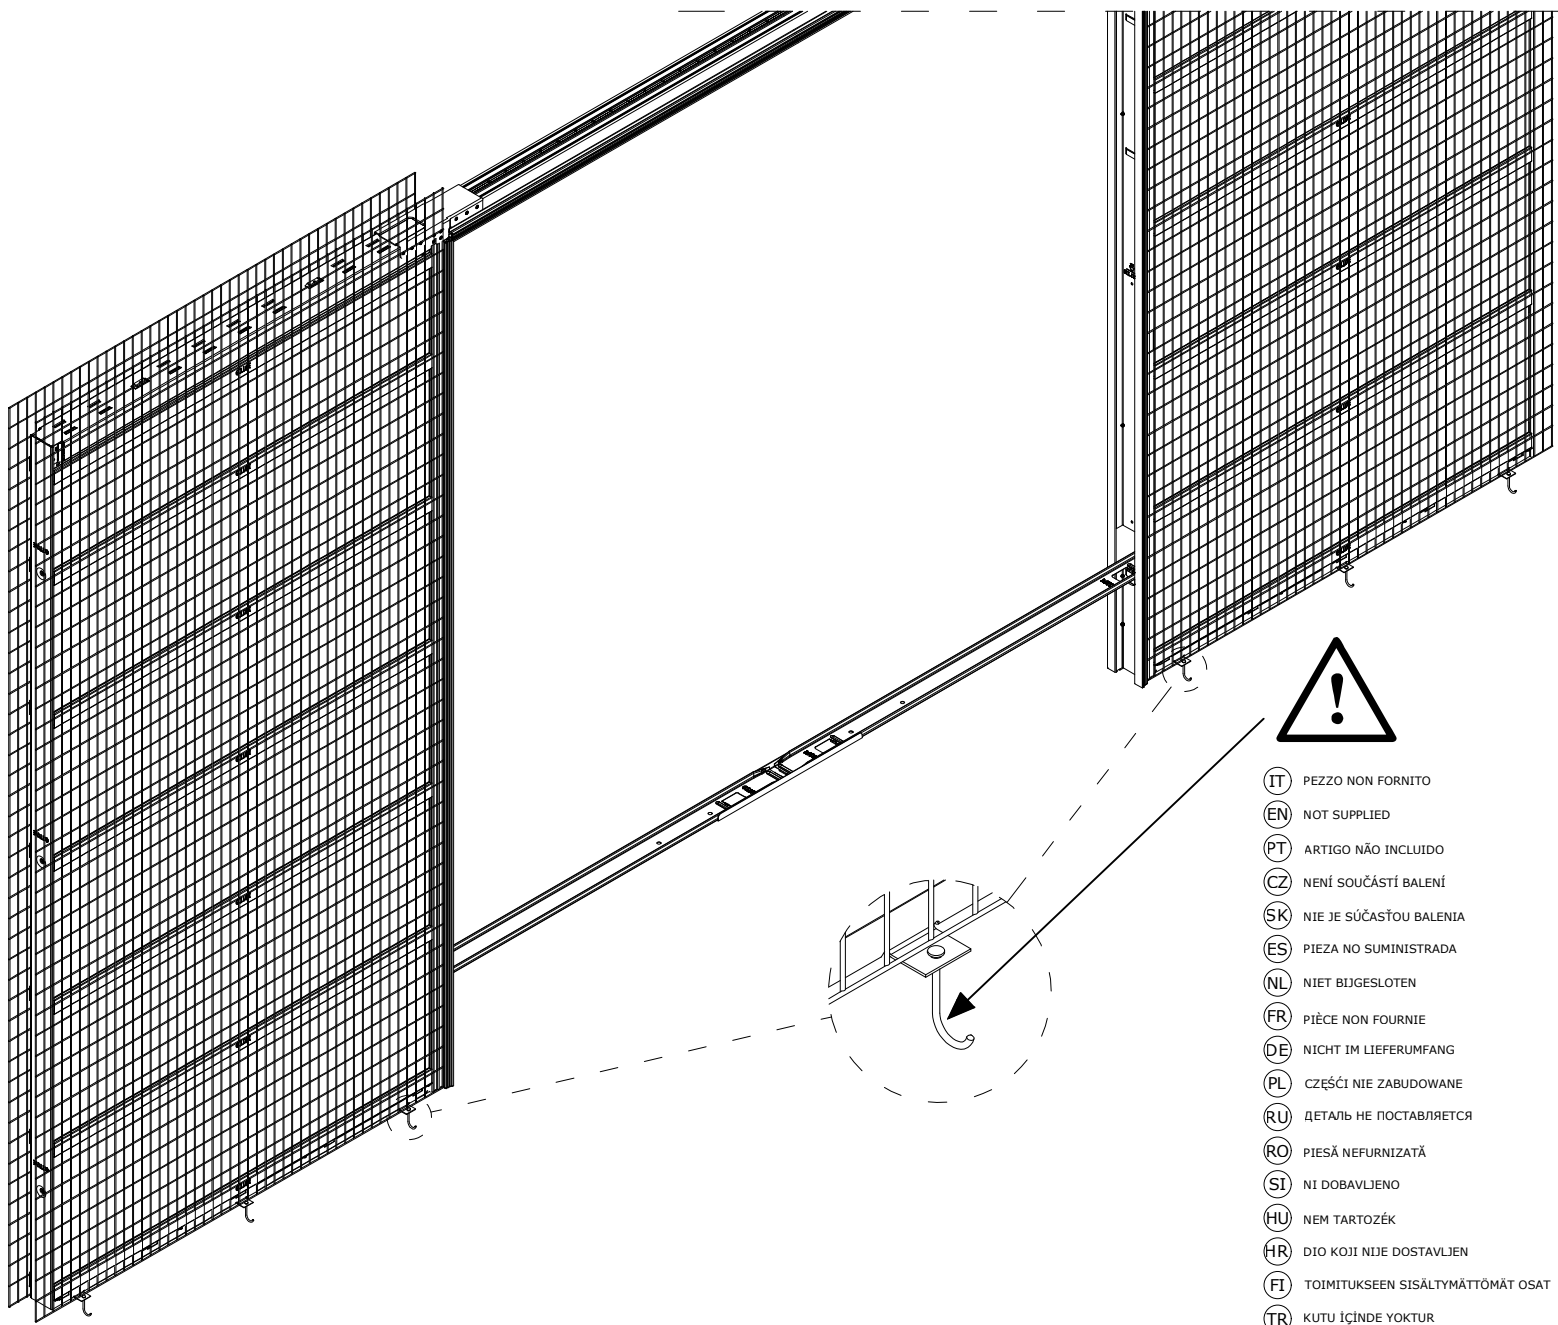 IT PEZZO NON FORNITO
EN NOT SUPPLIED
PT ARTIGO NÃO INCLUIDO
CZ NENÍ SOUČÁSTÍ BALENÍ
SK NIE JE SÚČASŤOU BALENIA
ES PIEZA NO SUMINISTRADA
NL NIET BIJGESLOTEN
FR PIÈCE NON FOURNIE
DE NICHT IM LIEFERUMFANG
PL CZĘŚĆI NIE ZABUDOWANE
RU ДЕТАЛЬ НЕ ПОСТАВЛЯЕТСЯ
RO PIESĂ NEFURNIZATĂ
SI NI DOBAVLJENO
HU NEM TARTOZÉK
HR DIO KOJI NIJE DOSTAVLJEN
FI TOIMITUKSEEN SISÄLTYMÄTTÖMÄT OSAT
TR KUTU İÇİNDE YOKTUR